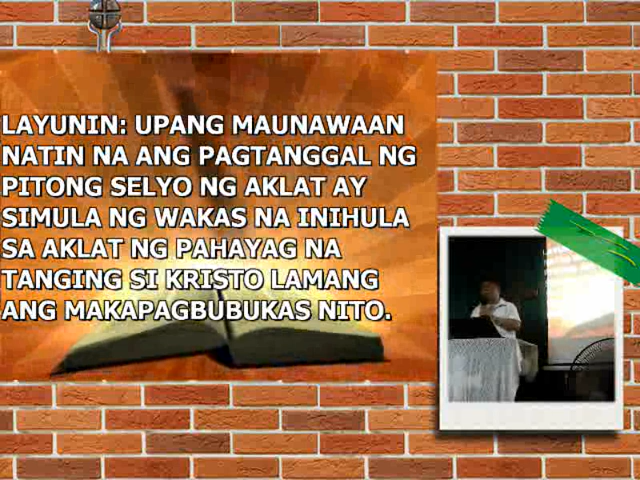 LAYUNIN: UPANG MAUNAWAAN
NATIN NA ANG PAGTANGGAL NG
PITONG SELYO NG AKLAT AY
SIMULA NG WAKAS NA INIHULA
SA AKLAT NG PAHAYAG NA
TANGING SI KRISTO LAMANG
ANG MAKAPAGBUBUKAS NITO.